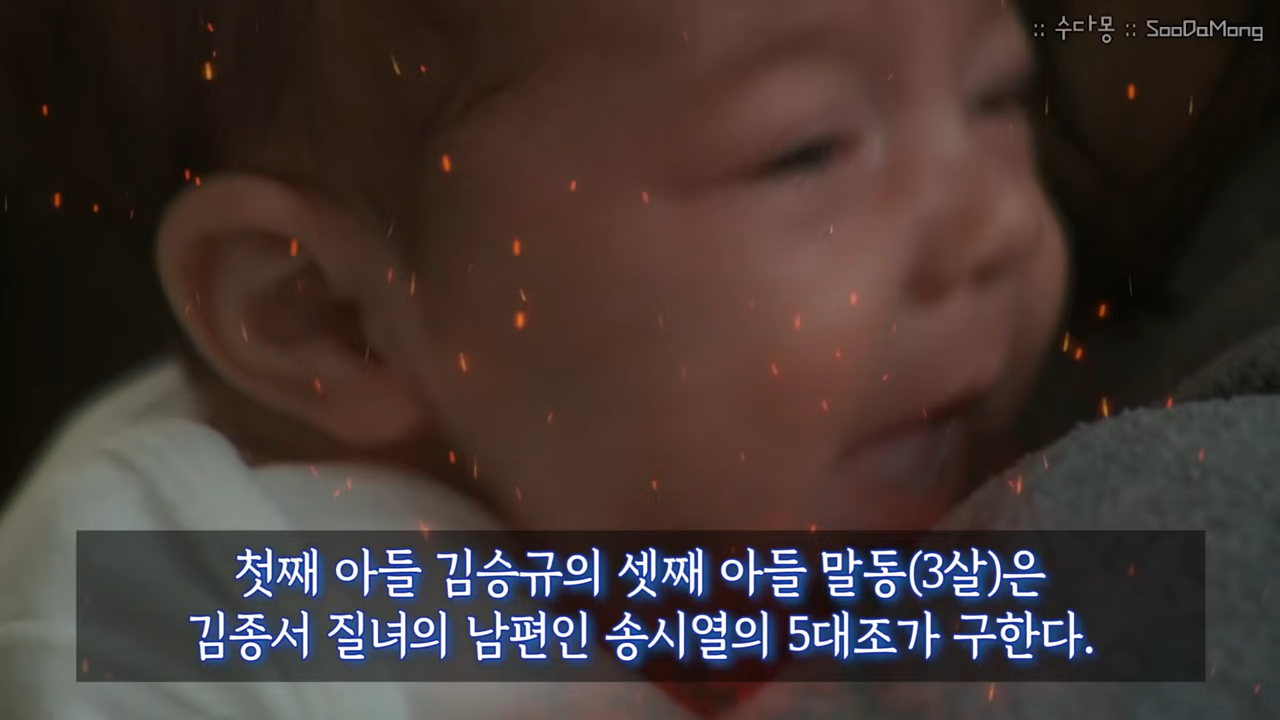 :: 수다몽 :: SooDaMong
첫째 아들 김승규의 셋째 아들 말동(3살)은
김종서 질녀의 남편인 송시열의 5대조가 구한다.